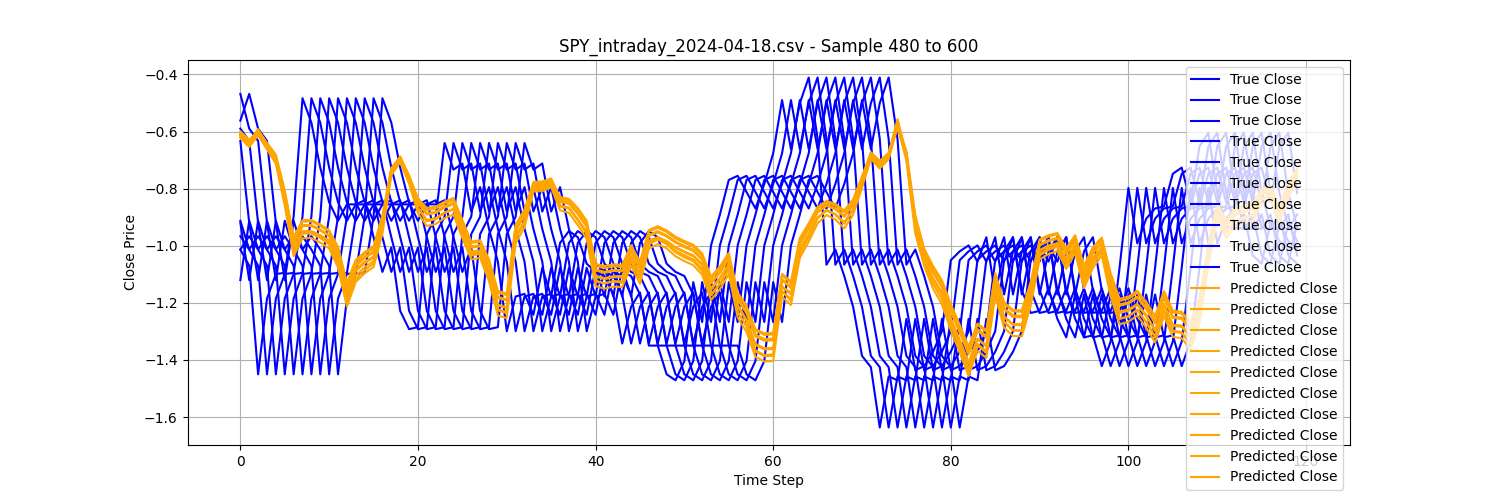 SPY_intraday_2024-04-18.csv - Sample 480 to 600
Close Price
−0.4
−0.6
−0.8
−1.0
−1.2
−1.4
−1.6
0 20 40 60 80 100 120
Time Step
True Close
True Close
True Close
True Close
True Close
True Close
True Close
True Close
True Close
True Close
Predicted Close
Predicted Close
Predicted Close
Predicted Close
Predicted Close
Predicted Close
Predicted Close
Predicted Close
Predicted Close
Predicted Close